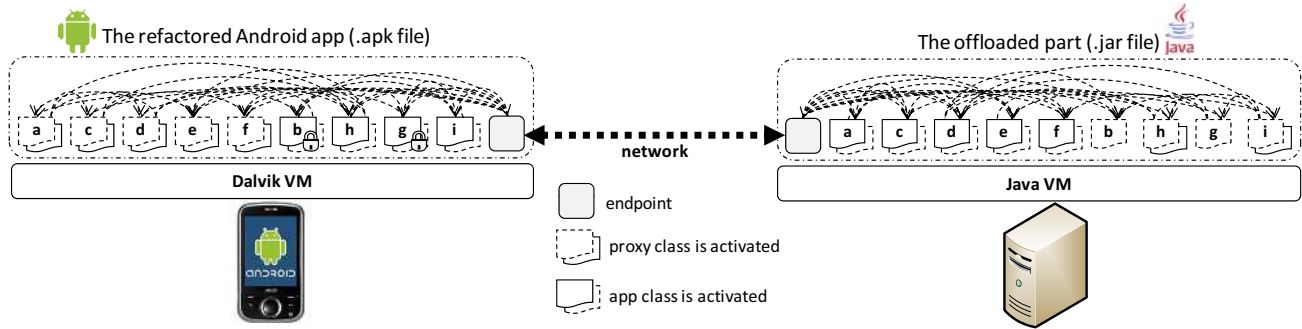 The refactored Android app (.apk file)
The offloaded part (.jar file)
Java
a c d e f b h g i
network
a c d e f b h g i
Dalvik VM
Java VM
endpoint
proxy class is activated
app class is activated
ANDROID